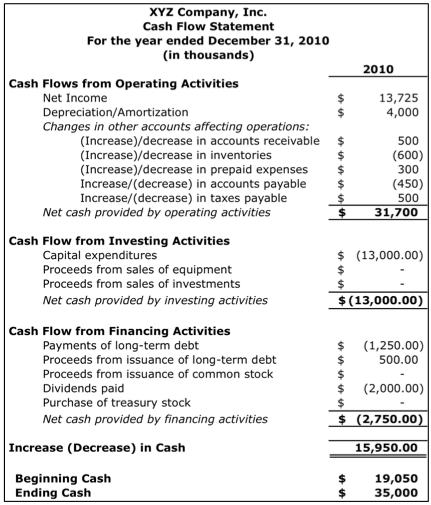 XYZ Company, Inc.
Cash Flow Statement
For the year ended December 31, 2010
(in thousands)
2010
Cash Flows from Operating Activities
Net Income $ 13,725
Depreciation/Amortization $ 4,000
Changes in other accounts affecting operations:
(Increase)/decrease in accounts receivable $ 500
(Increase)/decrease in inventories $ (600)
(Increase)/decrease in prepaid expenses $ 300
Increase/(decrease) in accounts payable $ (450)
Increase/(decrease) in taxes payable $ 500
Net cash provided by operating activities $ 31,700
Cash Flow from Investing Activities
Capital expenditures $ (13,000.00)
Proceeds from sales of equipment $ -
Proceeds from sales of investments $ -
Net cash provided by investing activities $ (13,000.00)
Cash Flow from Financing Activities
Payments of long-term debt $ (1,250.00)
Proceeds from issuance of long-term debt $ 500.00
Proceeds from issuance of common stock $ -
Dividends paid $ (2,000.00)
Purchase of treasury stock $ -
Net cash provided by financing activities $ (2,750.00)
Increase (Decrease) in Cash 15,950.00
Beginning Cash $ 19,050
Ending Cash $ 35,000